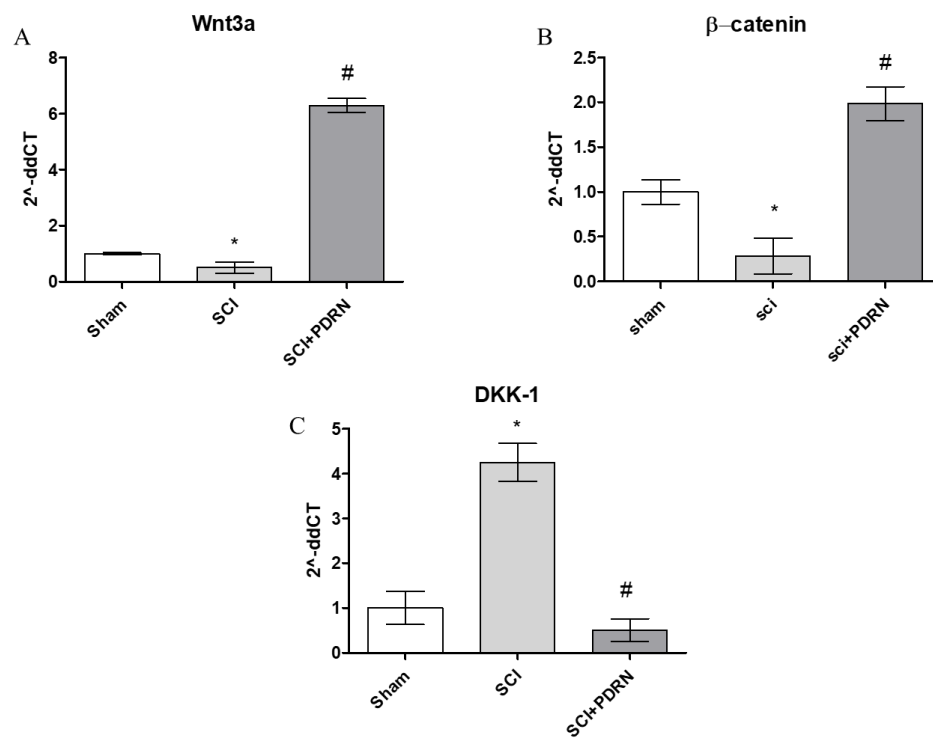 A
Wnt3a
2^-ddCT
8
6
4
2
0
*
#
Sham
SCI
SCI+PDRN
B
β–catenin
2^-ddCT
2.5
2.0
1.5
1.0
0.5
0.0
*
#
sham
sci
sci+PDRN
C
DKK-1
2^-ddCT
5
4
3
2
1
0
*
#
Sham
SCI
SCI+PDRN